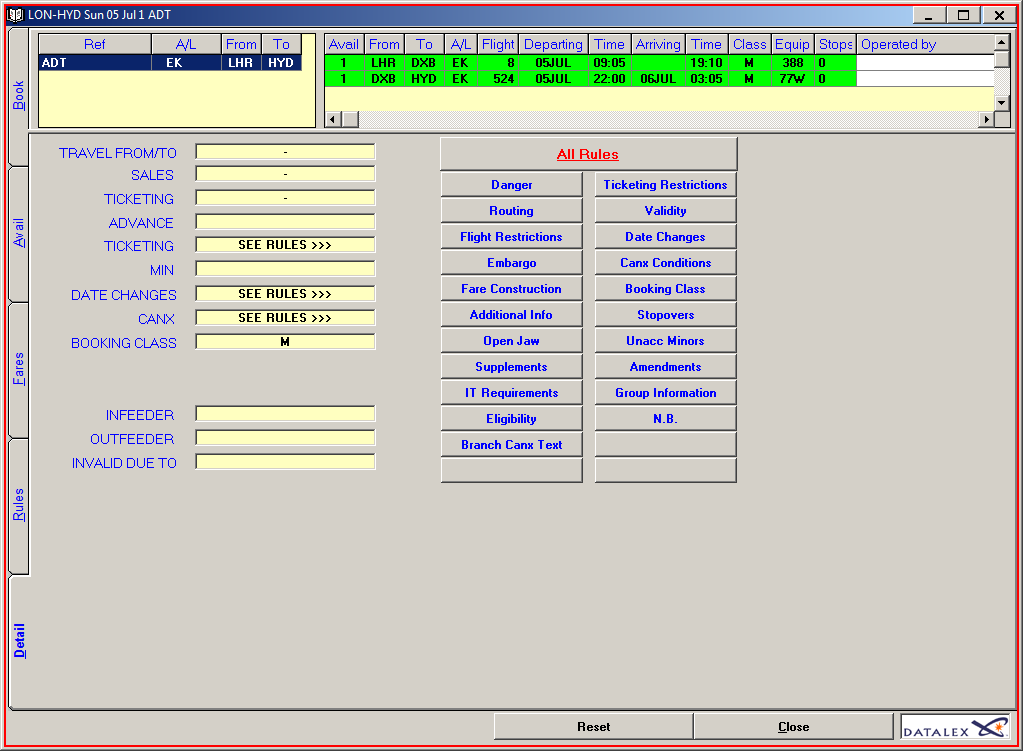 LON-HYD Sun 05 Jul 1 ADT
Ref A/L From To
ADT EK LHR HYD
Avail From To A/L Flight Departing Time Arriving Time Class Equip Stops Operated by
1 LHR DXB EK 8 05JUL 09:05 19:10 M 388 0
1 DXB HYD EK 524 05JUL 22:00 06JUL 03:05 M 77W 0
Book
Avail
Fares
Rules
Detail
TRAVEL FROM/TO -
SALES -
TICKETING -
ADVANCE
TICKETING SEE RULES >>>
MIN
DATE CHANGES SEE RULES >>>
CANX SEE RULES >>>
BOOKING CLASS M
INFEEDER
OUTFEEDER
INVALID DUE TO
All Rules
Danger Ticketing Restrictions
Routing Validity
Flight Restrictions Date Changes
Embargo Canx Conditions
Fare Construction Booking Class
Additional Info Stopovers
Open Jaw Unacc Minors
Supplements Amendments
IT Requirements Group Information
Eligibility N.B.
Branch Canx Text
Reset Close
DATALEX